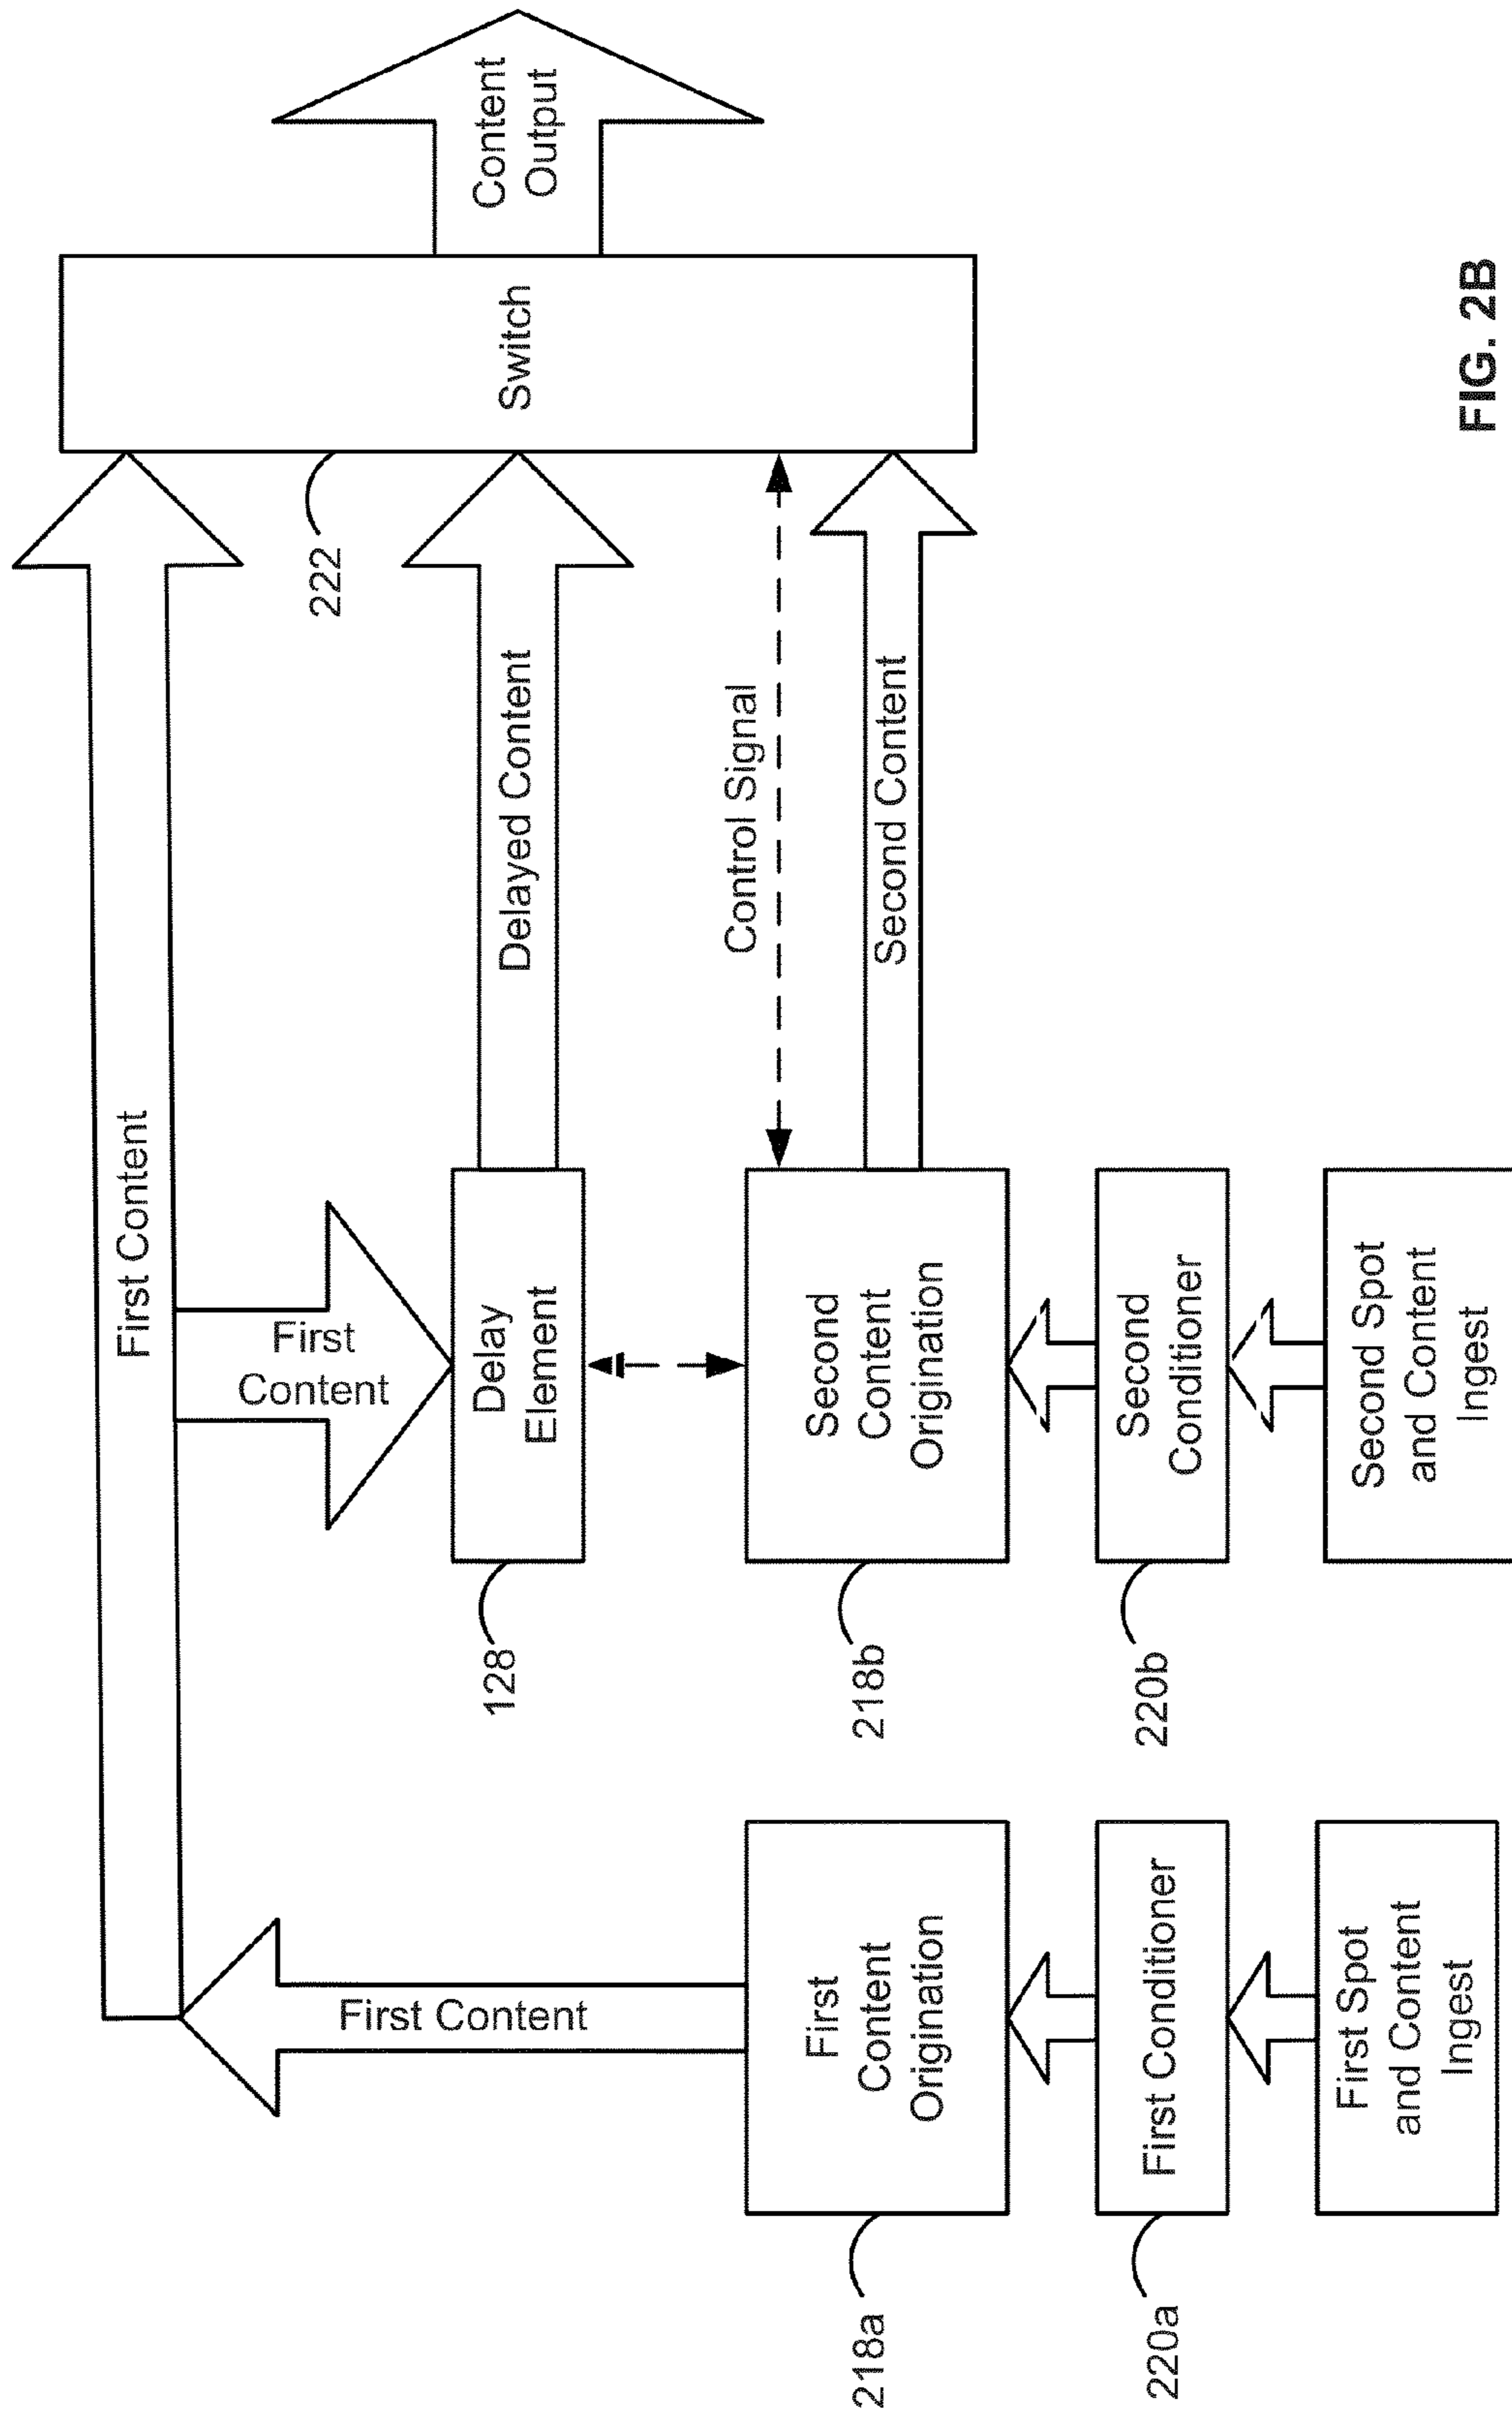 First Content
First
Content
222
First Content
128
Delay
Element
Delayed Content
Switch
Content
Output
Control Signal
218a
First
Content
Origination
218b
Second
Content
Origination
Second Content
220a
First Conditioner
220b
Second
Conditioner
First Spot
and Content
Ingest
Second Spot
and Content
Ingest
FIG. 2B